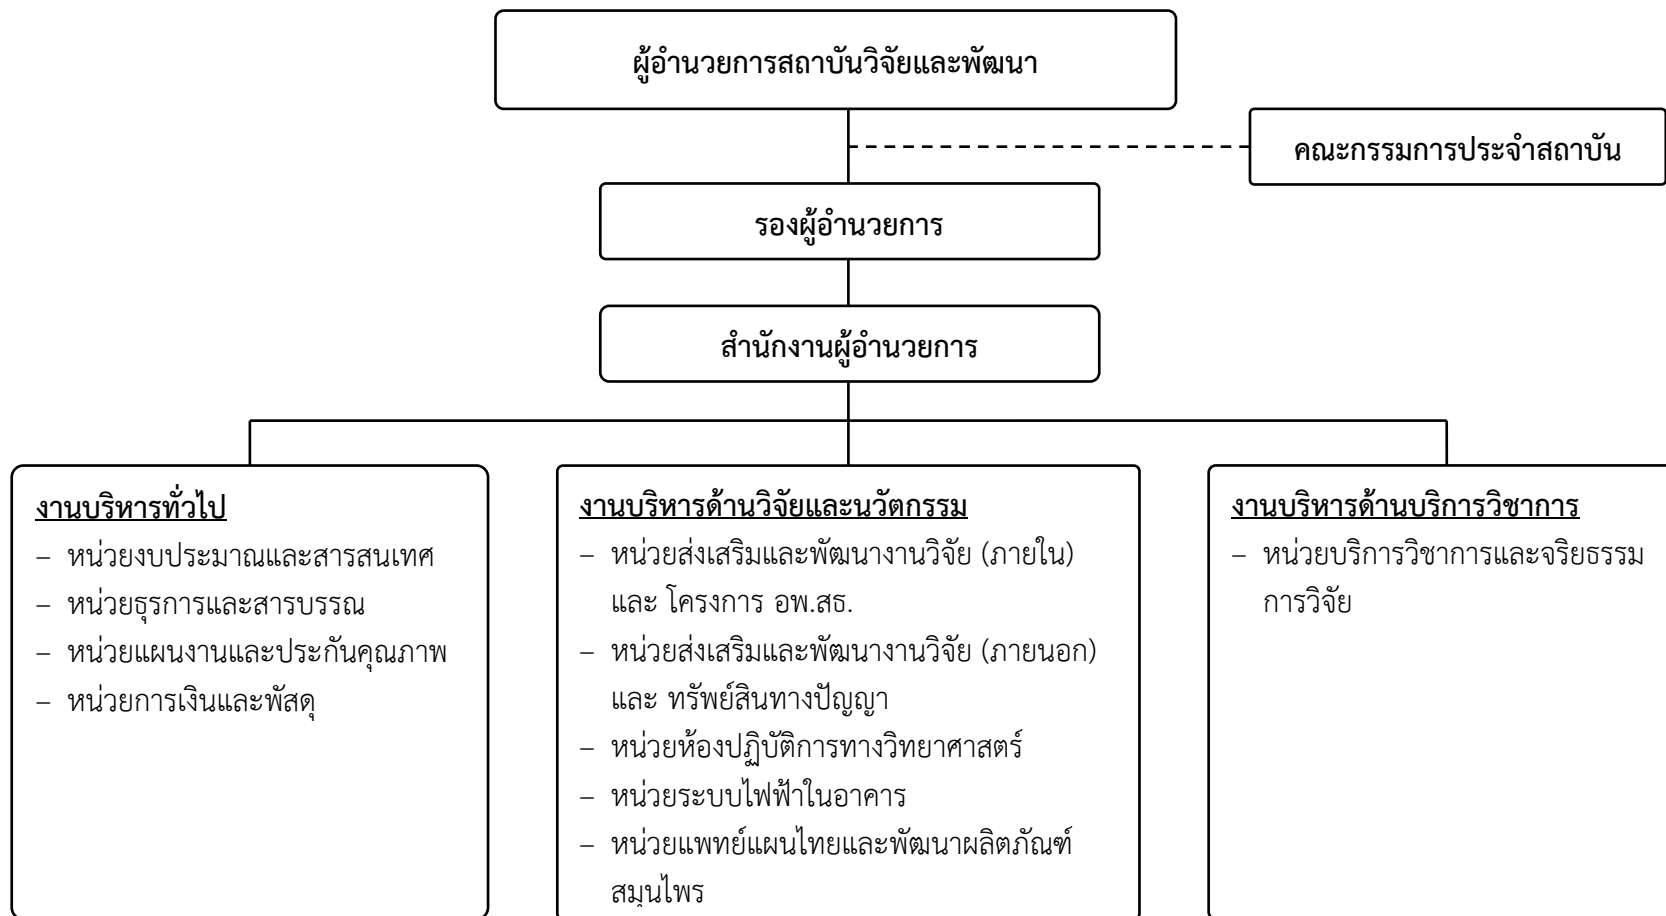 ผู้อำนวยการสถาบันวิจัยและพัฒนา
คณะกรรมการประจำสถาบัน
รองผู้อำนวยการ
สำนักงานผู้อำนวยการ
งานบริหารทั่วไป
– หน่วยงบประมาณและสารสนเทศ
– หน่วยธุรการและสารบรรณ
– หน่วยแผนงานและประกันคุณภาพ
– หน่วยการเงินและพัสดุ
งานบริหารด้านวิจัยและนวัตกรรม
– หน่วยส่งเสริมและพัฒนางานวิจัย (ภายใน)
และ โครงการ อพ.สธ.
– หน่วยส่งเสริมและพัฒนางานวิจัย (ภายนอก)
และ ทรัพย์สินทางปัญญา
– หน่วยห้องปฏิบัติการทางวิทยาศาสตร์
– หน่วยระบบไฟฟ้าในอาคาร
– หน่วยแพทย์แผนไทยและพัฒนาผลิตภัณฑ์
สมุนไพร
งานบริหารด้านบริการวิชาการ
– หน่วยบริการวิชาการและจริยธรรม
การวิจัย